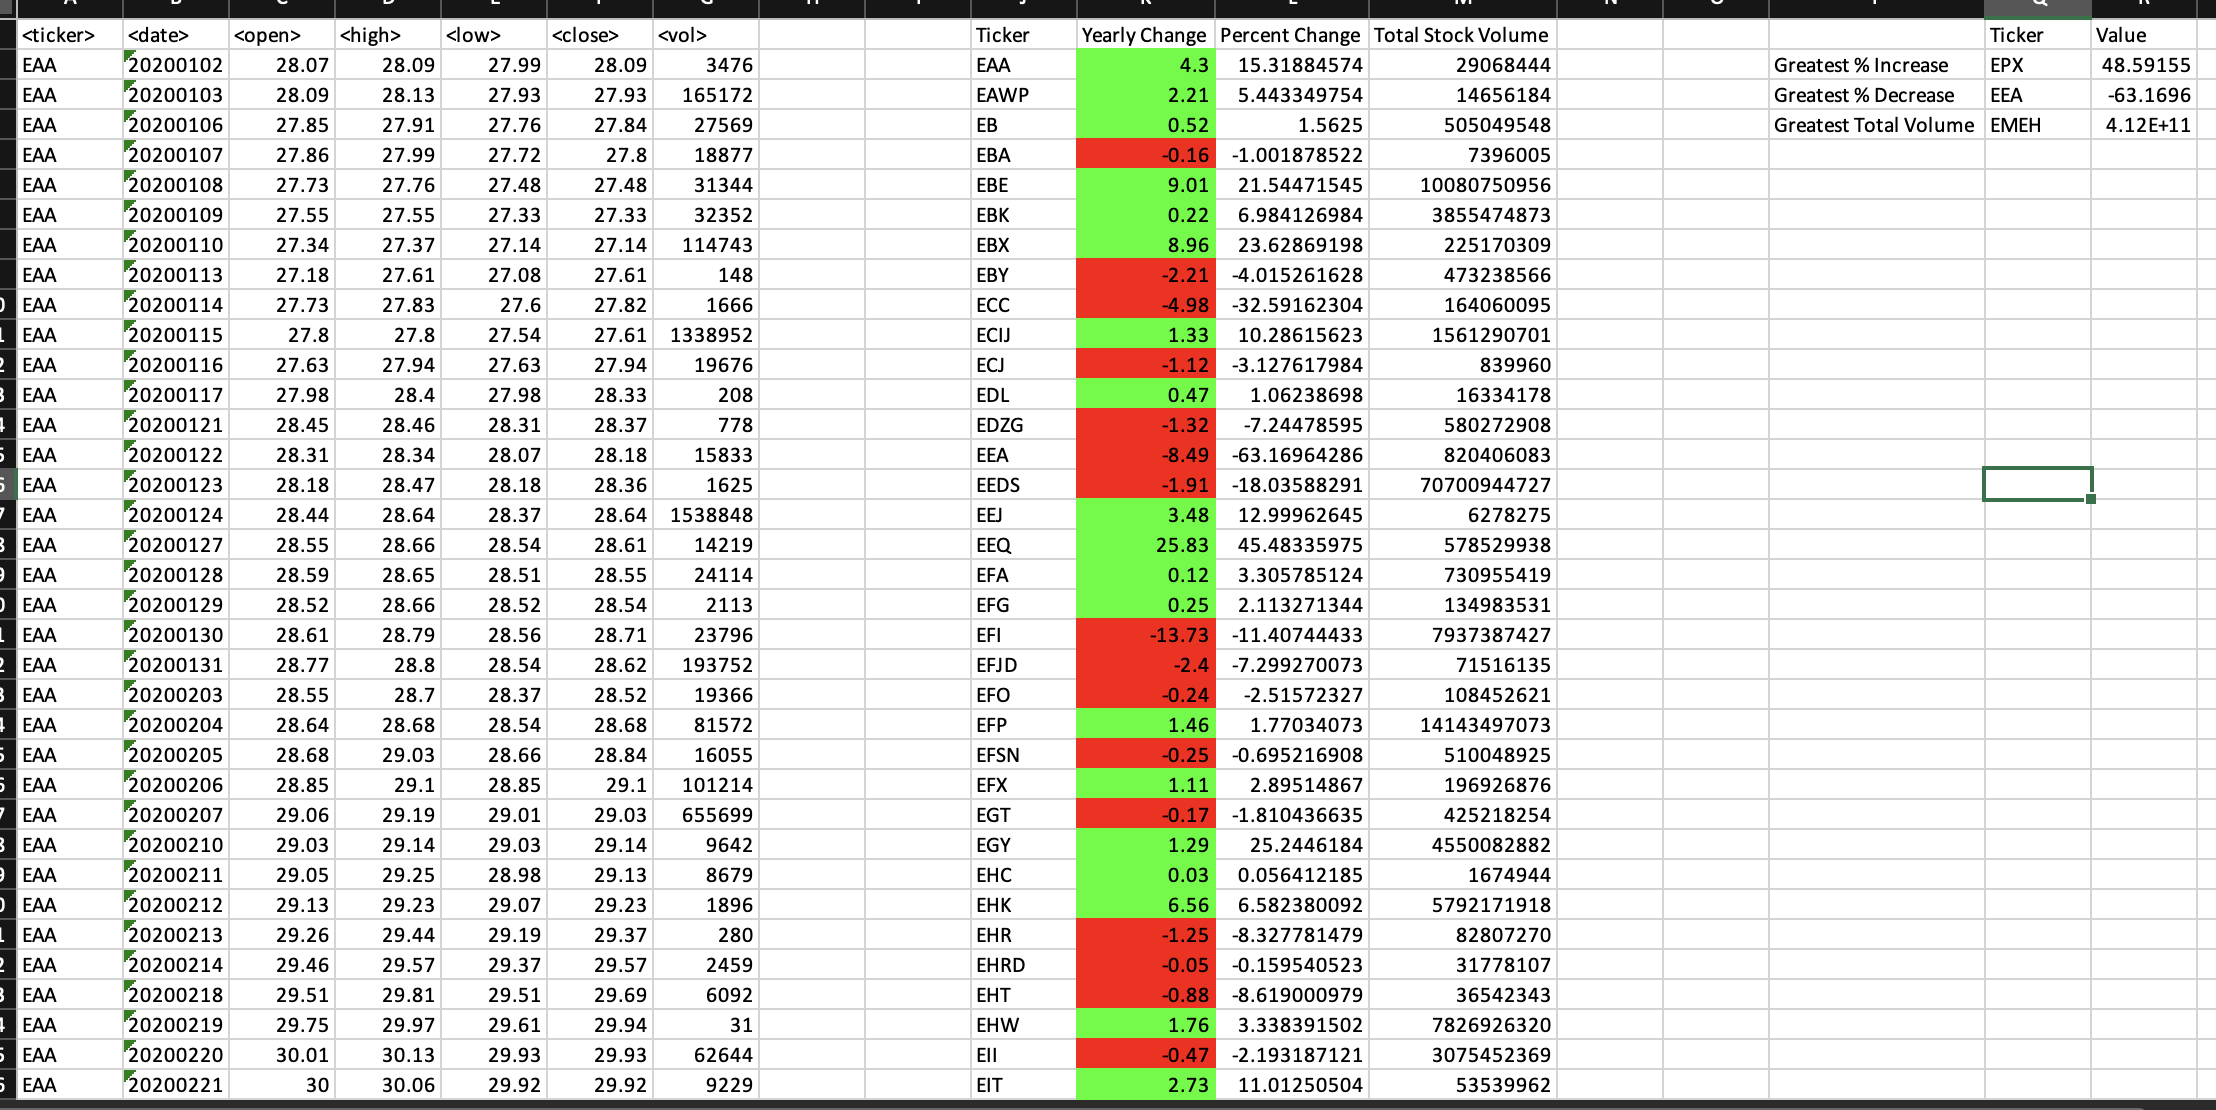 <ticker> <date> <open> <high> <low> <close> <vol> Ticker Yearly Change Percent Change Total Stock Volume Ticker Value
EAA 20200102 28.07 28.09 27.99 28.09 3476 EAA 4.3 15.31884574 29068444 Greatest % Increase EPX 48.59155
EAA 20200103 28.09 28.13 27.93 27.93 165172 EAWP 2.21 5.443349754 14656184 Greatest % Decrease EEA -63.1696
EAA 20200106 27.85 27.91 27.76 27.84 27569 EB 0.52 1.5625 505049548 Greatest Total Volume EMEH 4.12E+11
EAA 20200107 27.86 27.99 27.72 27.8 18877 EBA -0.16 -1.001878522 7396005
EAA 20200108 27.73 27.76 27.48 27.48 31344 EBE 9.01 21.54471545 10080750956
EAA 20200109 27.55 27.55 27.33 27.33 32352 EBK 0.22 6.984126984 3855474873
EAA 20200110 27.34 27.37 27.14 27.14 114743 EBX 8.96 23.62869198 225170309
EAA 20200113 27.18 27.61 27.08 27.61 148 EBY -2.21 -4.015261628 473238566
EAA 20200114 27.73 27.83 27.6 27.82 1666 ECC -4.98 -32.59162304 164060095
EAA 20200115 27.8 27.8 27.54 27.61 1338952 ECIJ 1.33 10.28615623 1561290701
EAA 20200116 27.63 27.94 27.63 27.94 19676 ECJ -1.12 -3.127617984 839960
EAA 20200117 27.98 28.4 27.98 28.33 208 EDL 0.47 1.06238698 16334178
EAA 20200121 28.45 28.46 28.31 28.37 778 EDZG -1.32 -7.24478595 580272908
EAA 20200122 28.31 28.34 28.07 28.18 15833 EEA -8.49 -63.16964286 820406083
EAA 20200123 28.18 28.47 28.18 28.36 1625 EEDS -1.91 -18.03588291 70700944727
EAA 20200124 28.44 28.64 28.37 28.64 1538848 EEJ 3.48 12.99962645 6278275
EAA 20200127 28.55 28.66 28.54 28.61 14219 EEQ 25.83 45.48335975 578529938
EAA 20200128 28.59 28.65 28.51 28.55 24114 EFA 0.12 3.305785124 730955419
EAA 20200129 28.52 28.66 28.52 28.54 2113 EFG 0.25 2.113271344 134983531
EAA 20200130 28.61 28.79 28.56 28.71 23796 EFI -13.73 -11.40744433 7937387427
EAA 20200131 28.77 28.8 28.54 28.62 193752 EFJD -2.4 -7.299270073 71516135
EAA 20200203 28.55 28.7 28.37 28.52 19366 EFO -0.24 -2.51572327 108452621
EAA 20200204 28.64 28.68 28.54 28.68 81572 EFP 1.46 1.77034073 14143497073
EAA 20200205 28.68 29.03 28.66 28.84 16055 EFSN -0.25 -0.695216908 510048925
EAA 20200206 28.85 29.1 28.85 29.1 101214 EFX 1.11 2.89514867 196926876
EAA 20200207 29.06 29.19 29.01 29.03 655699 EGT -0.17 -1.810436635 425218254
EAA 20200210 29.03 29.14 29.03 29.14 9642 EGY 1.29 25.2446184 4550082882
EAA 20200211 29.05 29.25 28.98 29.13 8679 EHC 0.03 0.056412185 1674944
EAA 20200212 29.13 29.23 29.07 29.23 1896 EHK 6.56 6.582380092 5792171918
EAA 20200213 29.26 29.44 29.19 29.37 280 EHR -1.25 -8.327781479 82807270
EAA 20200214 29.46 29.57 29.37 29.57 2459 EHRD -0.05 -0.159540523 31778107
EAA 20200218 29.51 29.81 29.51 29.69 6092 EHT -0.88 -8.619000979 36542343
EAA 20200219 29.75 29.97 29.61 29.94 31 EHW 1.76 3.338391502 7826926320
EAA 20200220 30.01 30.13 29.93 29.93 62644 EII -0.47 -2.193187121 3075452369
EAA 20200221 30 30.06 29.92 29.92 9229 EIT 2.73 11.01250504 53539962